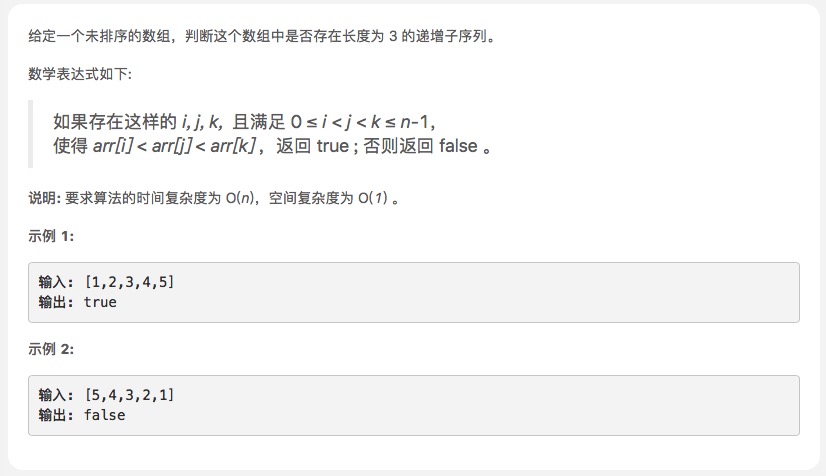 给定一个未排序的数组，判断这个数组中是否存在长度为 3 的递增子序列。
数学表达式如下:
如果存在这样的 i, j, k, 且满足 0 ≤ i < j < k ≤ n-1，
使得 arr[i] < arr[j] < arr[k] ，返回 true ; 否则返回 false 。
说明: 要求算法的时间复杂度为 O(n)，空间复杂度为 O(1) 。
示例 1:
输入: [1,2,3,4,5]
输出: true
示例 2:
输入: [5,4,3,2,1]
输出: false